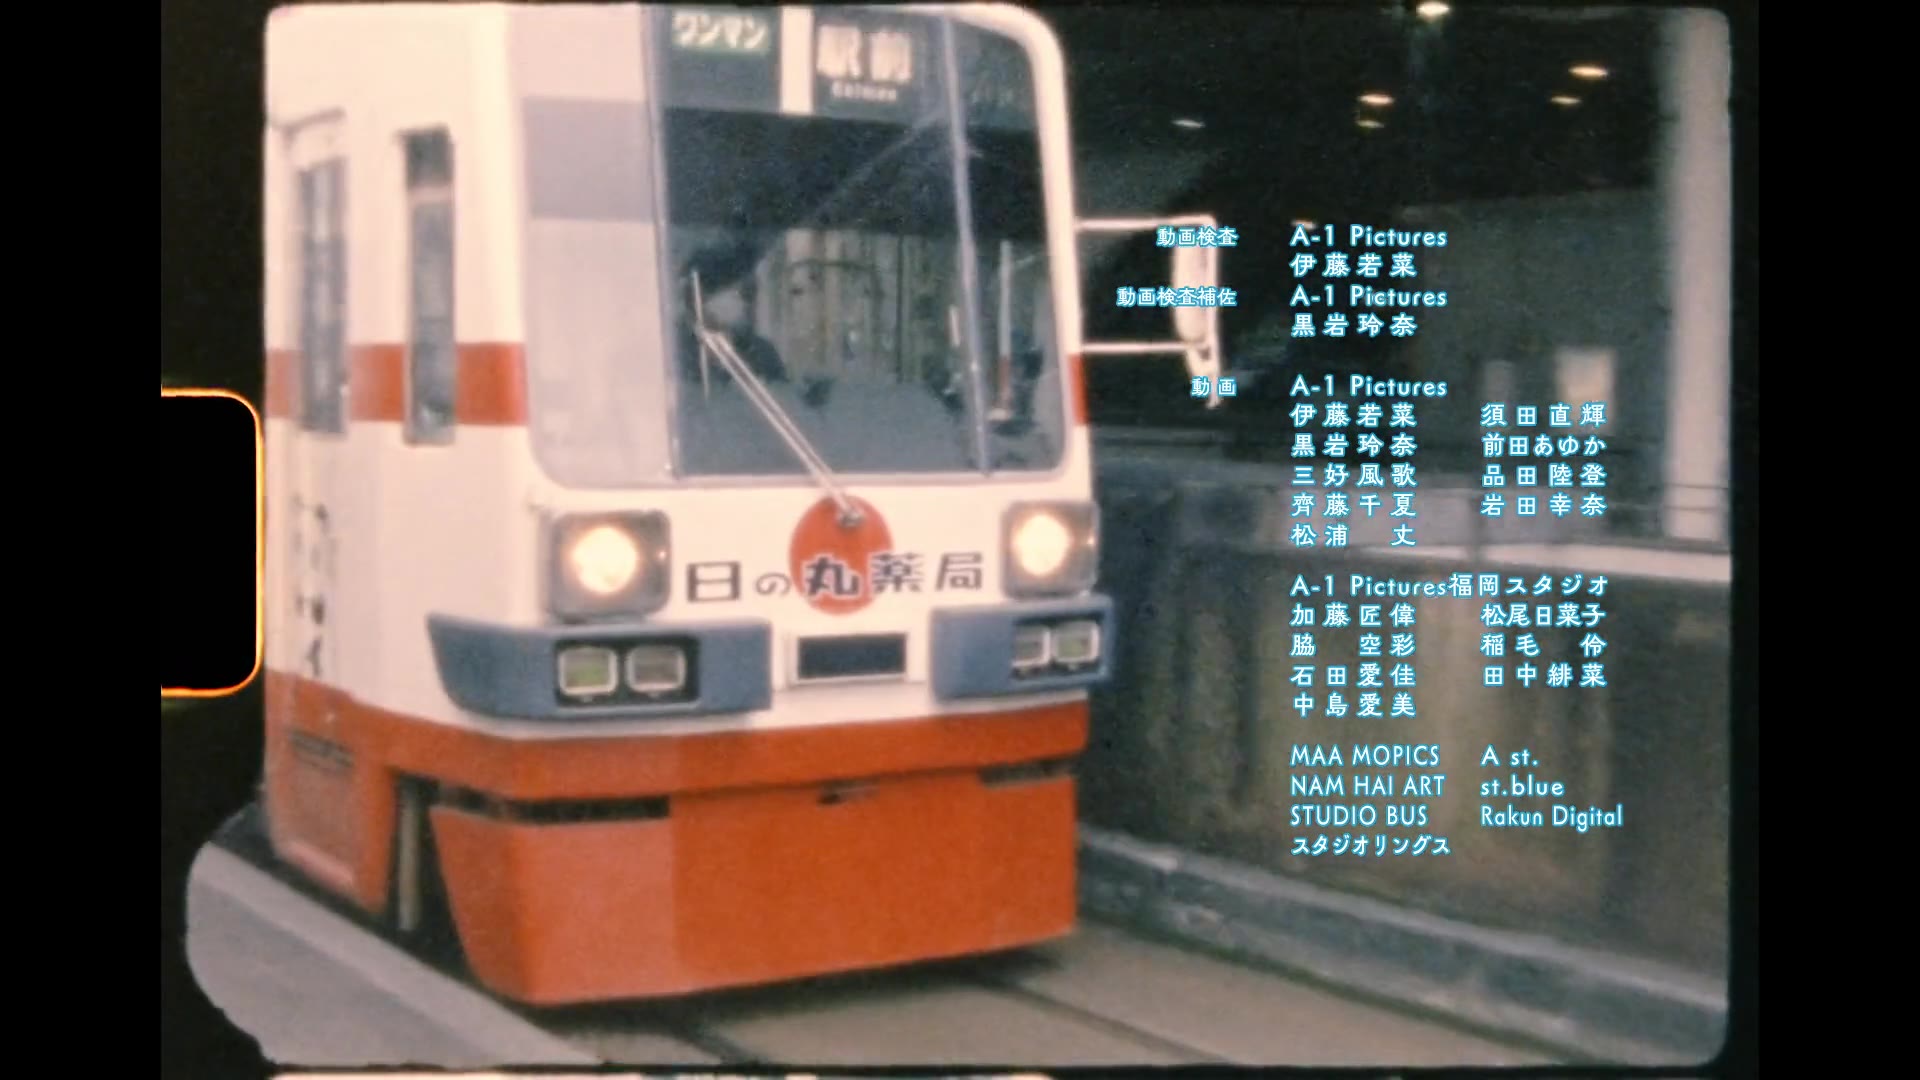 ワンマン
駅前
Ekimae
日の丸薬局
動画検査 A-1 Pictures
伊藤若菜
動画検査補佐 A-1 Pictures
黒岩玲奈
動画 A-1 Pictures
伊藤若菜 須田直輝
黒岩玲奈 前田あゆか
三好風歌 品田陸登
齊藤千夏 岩田幸奈
松浦 丈
A-1 Pictures福岡スタジオ
加藤匠偉 松尾日菜子
脇 空彩 稲毛 伶
石田愛佳 田中緋菜
中島愛美
MAA MOPICS A st.
NAM HAI ART st.blue
STUDIO BUS Rakun Digital
スタジオリングス